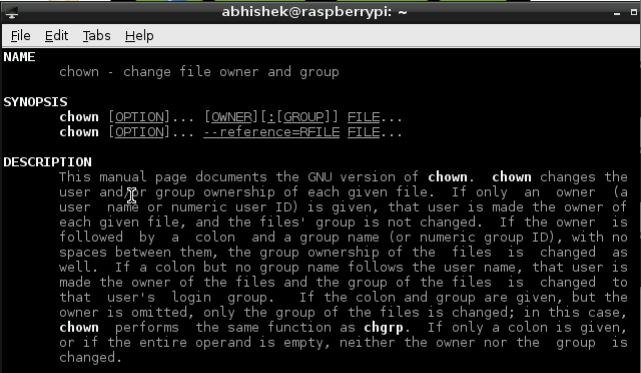 abhishek@raspberrypi: ~
File Edit Tabs Help
NAME
chown - change file owner and group
SYNOPSIS
chown [OPTION]... [OWNER][:[GROUP]] FILE...
chown [OPTION]... --reference=RFILE FILE...
DESCRIPTION
This manual page documents the GNU version of chown. chown changes the
user and/or group ownership of each given file. If only an owner (a
user name or numeric user ID) is given, that user is made the owner of
each given file, and the files' group is not changed. If the owner is
followed by a colon and a group name (or numeric group ID), with no
spaces between them, the group ownership of the files is changed as
well. If a colon but no group name follows the user name, that user is
made the owner of the files and the group of the files is changed to
that user's login group. If the colon and group are given, but the
owner is omitted, only the group of the files is changed; in this case,
chown performs the same function as chgrp. If only a colon is given,
or if the entire operand is empty, neither the owner nor the group is
changed.